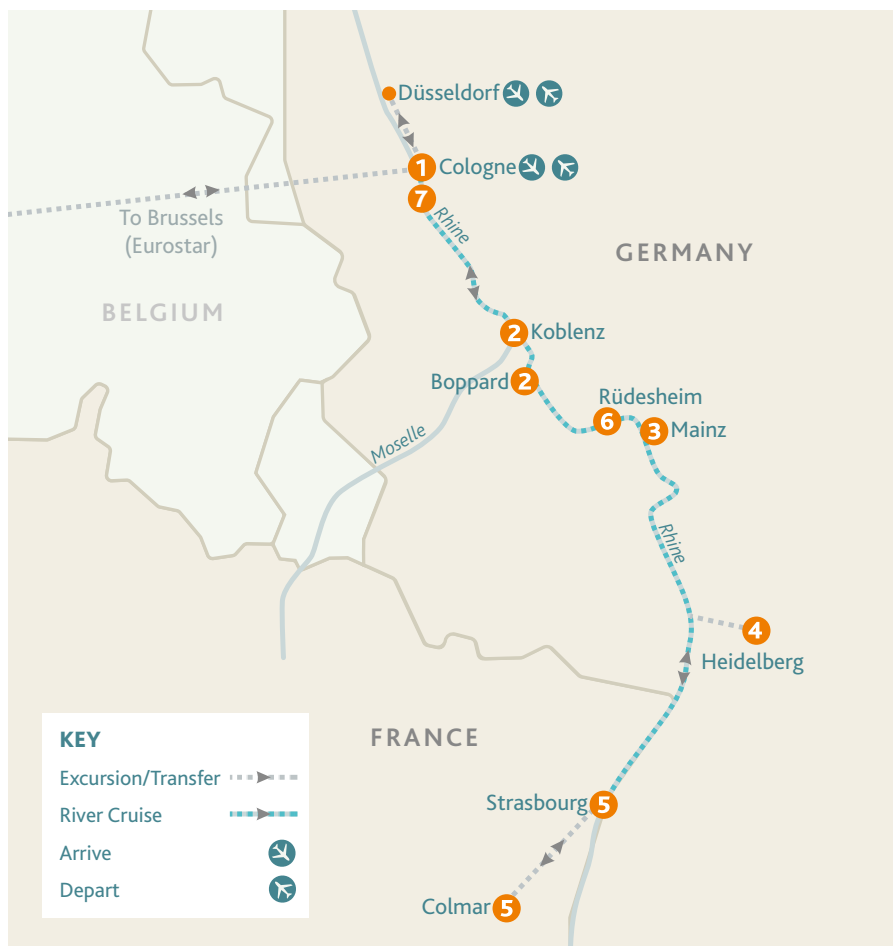 Düsseldorf
1 Cologne
7
Rhine
To Brussels
(Eurostar)
GERMANY
BELGIUM
2 Koblenz
Boppard 2
Rüdesheim
6
3 Mainz
Moselle
Rhine
4
Heidelberg
FRANCE
Strasbourg 5
Colmar 5
KEY
Excursion/Transfer
River Cruise
Arrive
Depart